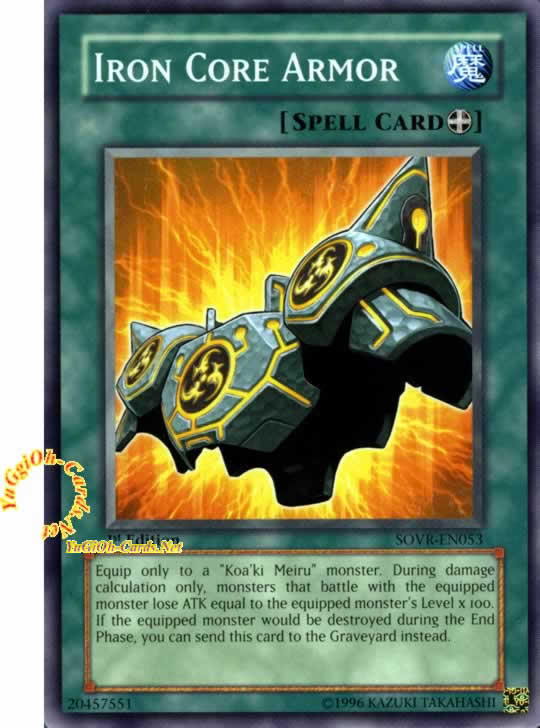 IRON CORE ARMOR
魔
[SPELL CARD]
YuGgiOh-Cards.Net
1st Edition
SOVR-EN053
YuGiOh-Cards.Net
Equip only to a "Koa'ki Meiru" monster. During damage
calculation only, monsters that battle with the equipped
monster lose ATK equal to the equipped monster's Level x 100.
If the equipped monster would be destroyed during the End
Phase, you can send this card to the Graveyard instead.
20457551
©1996 KAZUKI TAKAHASHI